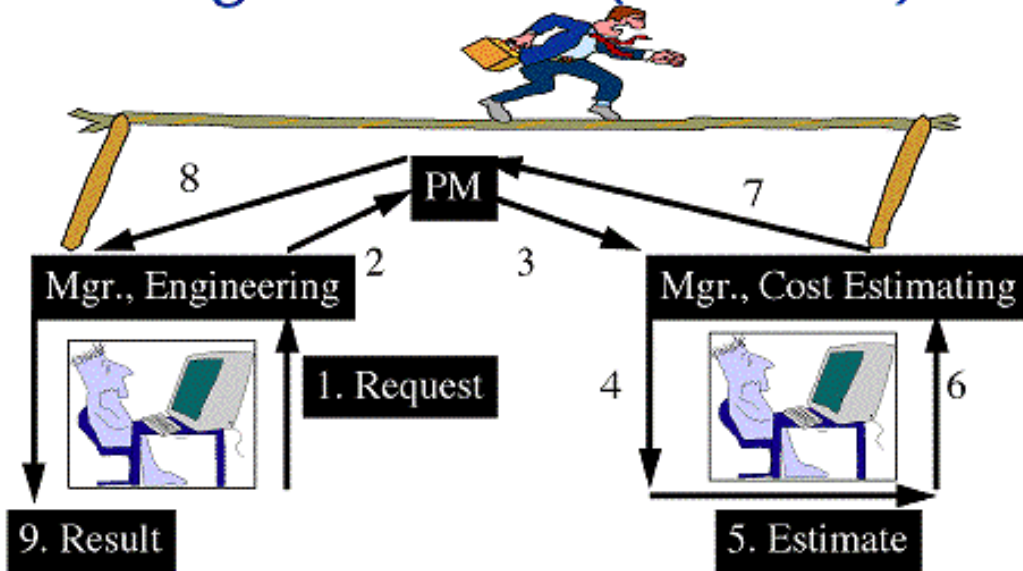 8
PM
7
2
3
Mgr., Engineering
Mgr., Cost Estimating
1. Request
4
6
9. Result
5. Estimate